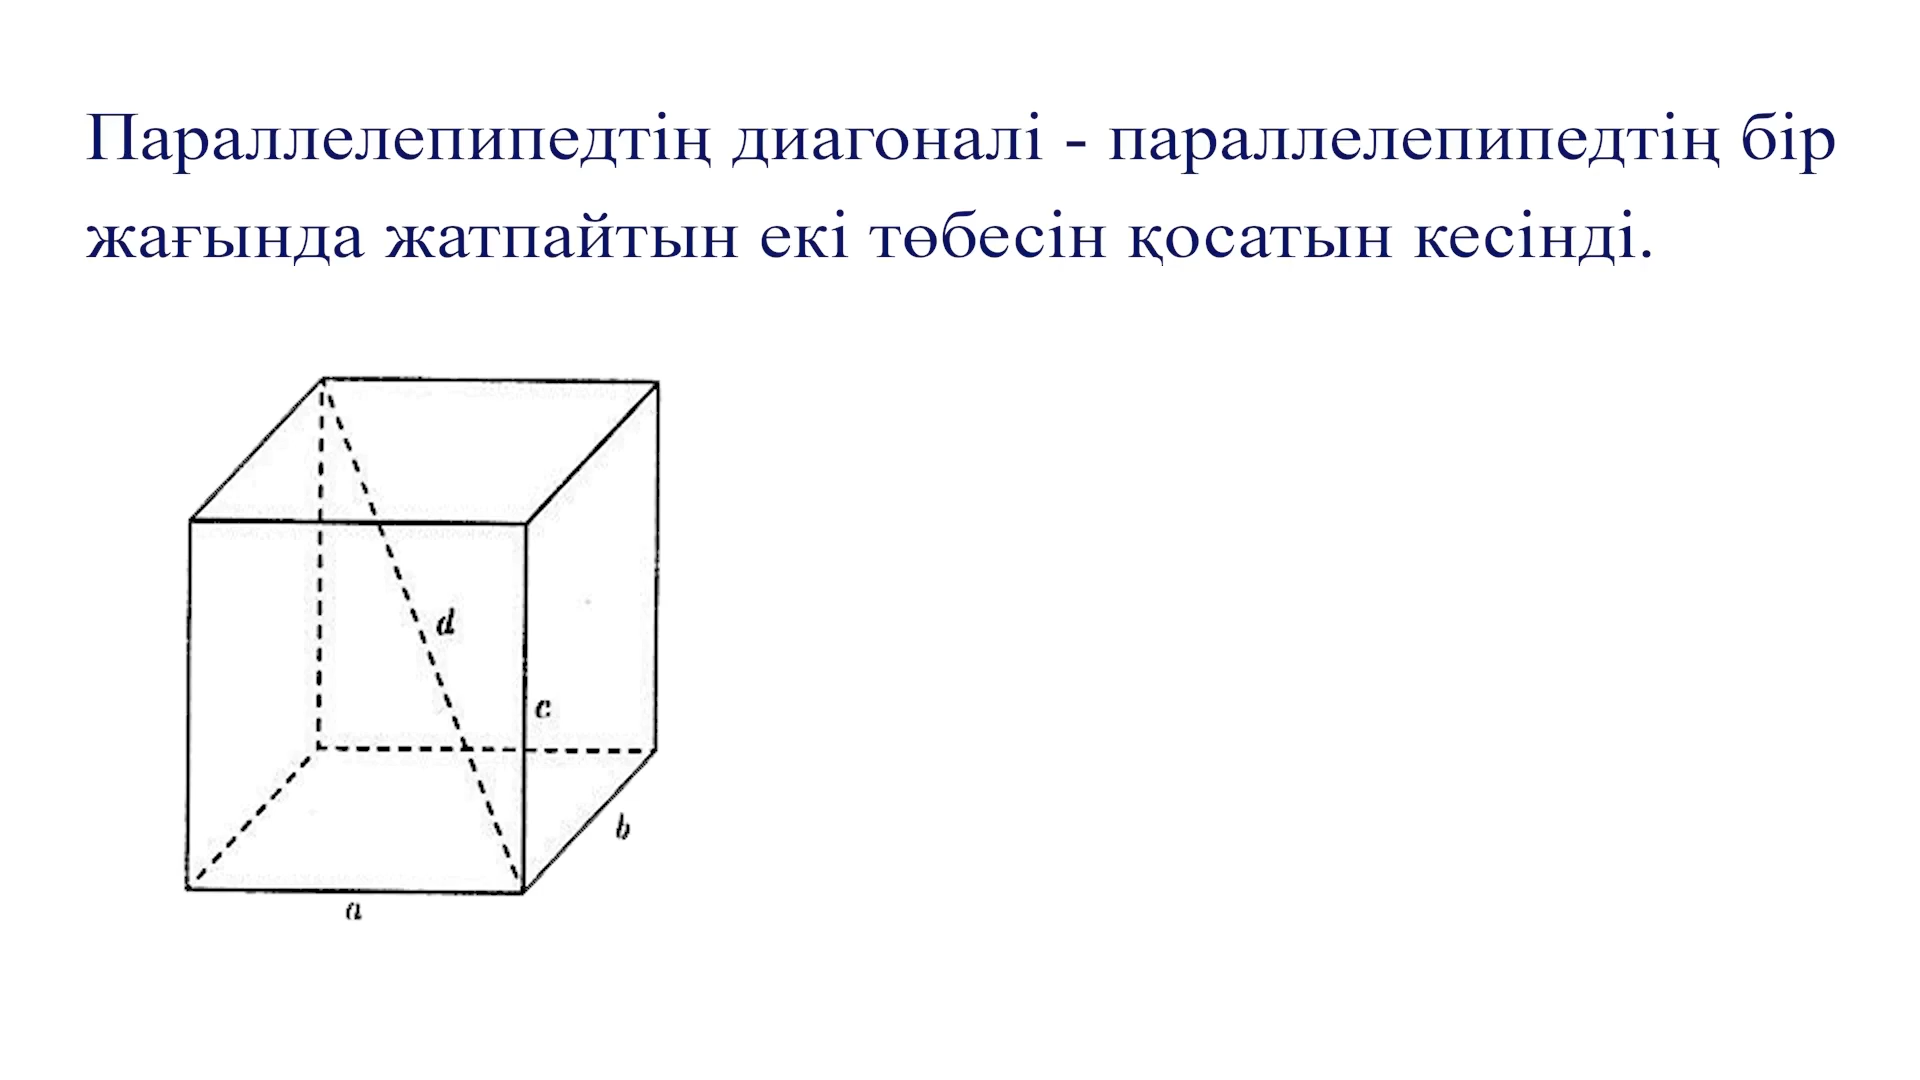 Параллелепипедтің диагоналі - параллелепипедтің бір
жағында жатпайтын екі төбесін қосатын кесінді.
d
c
b
a